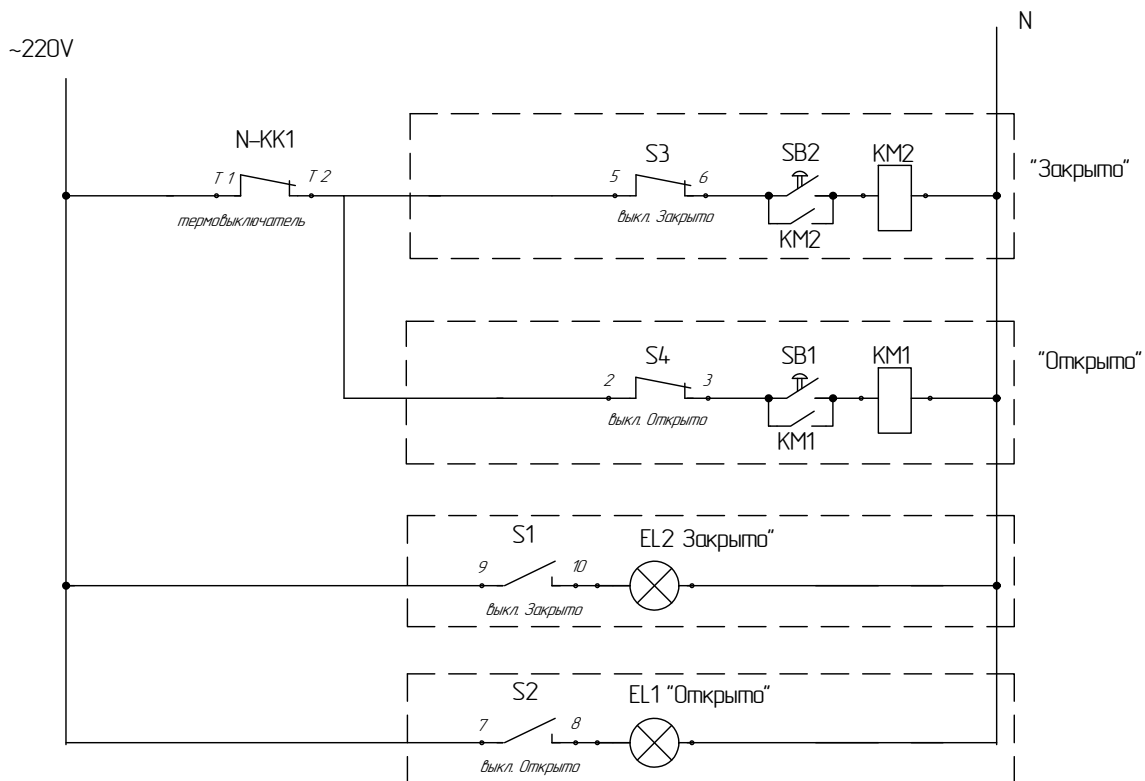 N
~220V
N-KK1
T 1
T 2
термовыключатель
S3
5
6
выкл. Закрыто
SB2
KM2
KM2
"Закрыто"
S4
2
3
выкл. Открыто
SB1
KM1
KM1
"Открыто"
S1
9
10
выкл. Закрыто
EL2 Закрыто"
S2
7
8
выкл. Открыто
EL1 "Открыто"